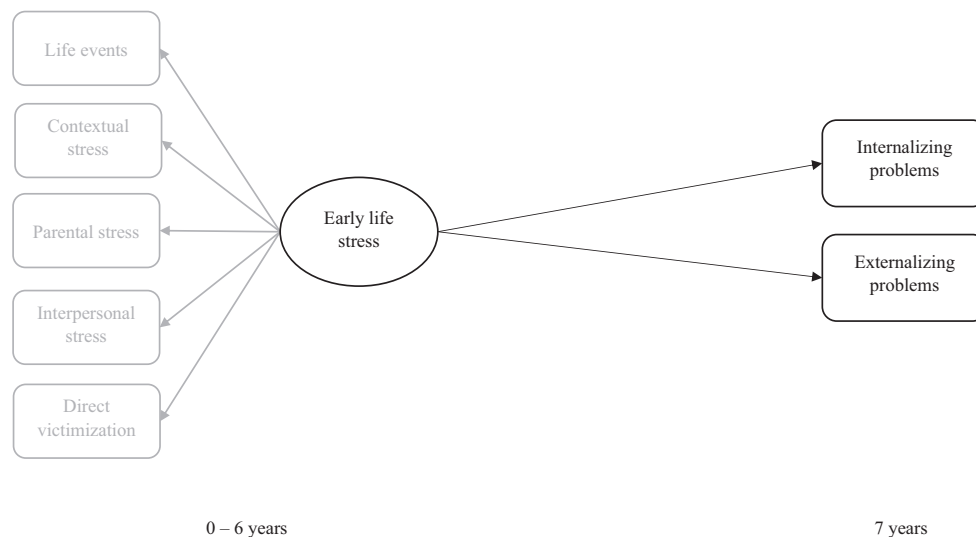 Life events
Contextual
stress
Parental stress
Interpersonal
stress
Direct
victimization
Early life
stress
Internalizing
problems
Externalizing
problems
0 – 6 years
7 years